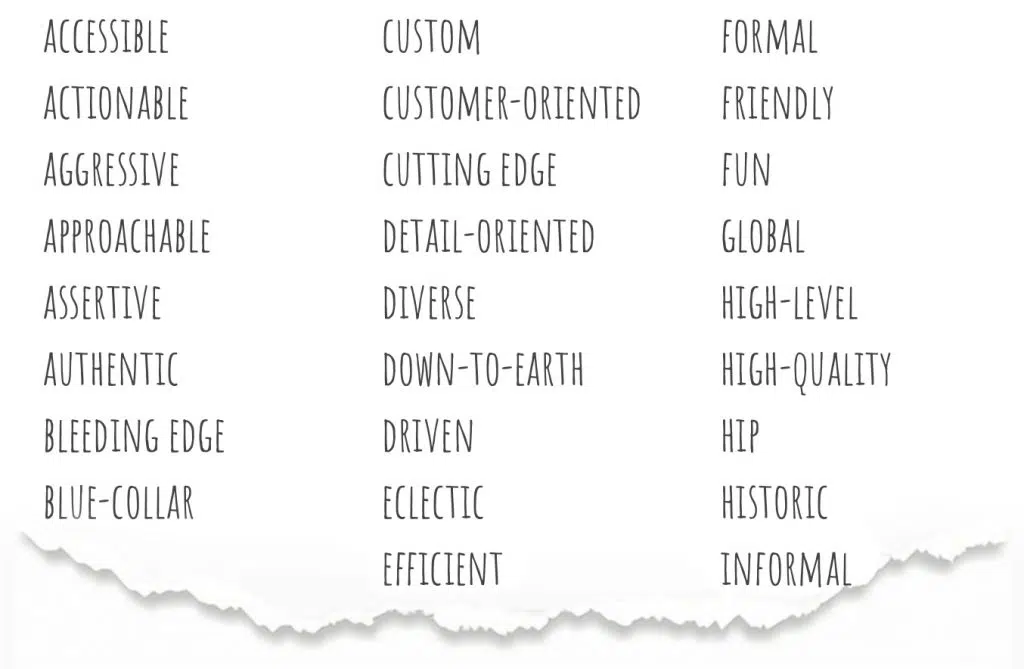 ACCESSIBLE
ACTIONABLE
AGGRESSIVE
APPROACHABLE
ASSERTIVE
AUTHENTIC
BLEEDING EDGE
BLUE-COLLAR
CUSTOM
CUSTOMER-ORIENTED
CUTTING EDGE
DETAIL-ORIENTED
DIVERSE
DOWN-TO-EARTH
DRIVEN
ECLECTIC
EFFICIENT
FORMAL
FRIENDLY
FUN
GLOBAL
HIGH-LEVEL
HIGH-QUALITY
HIP
HISTORIC
INFORMAL